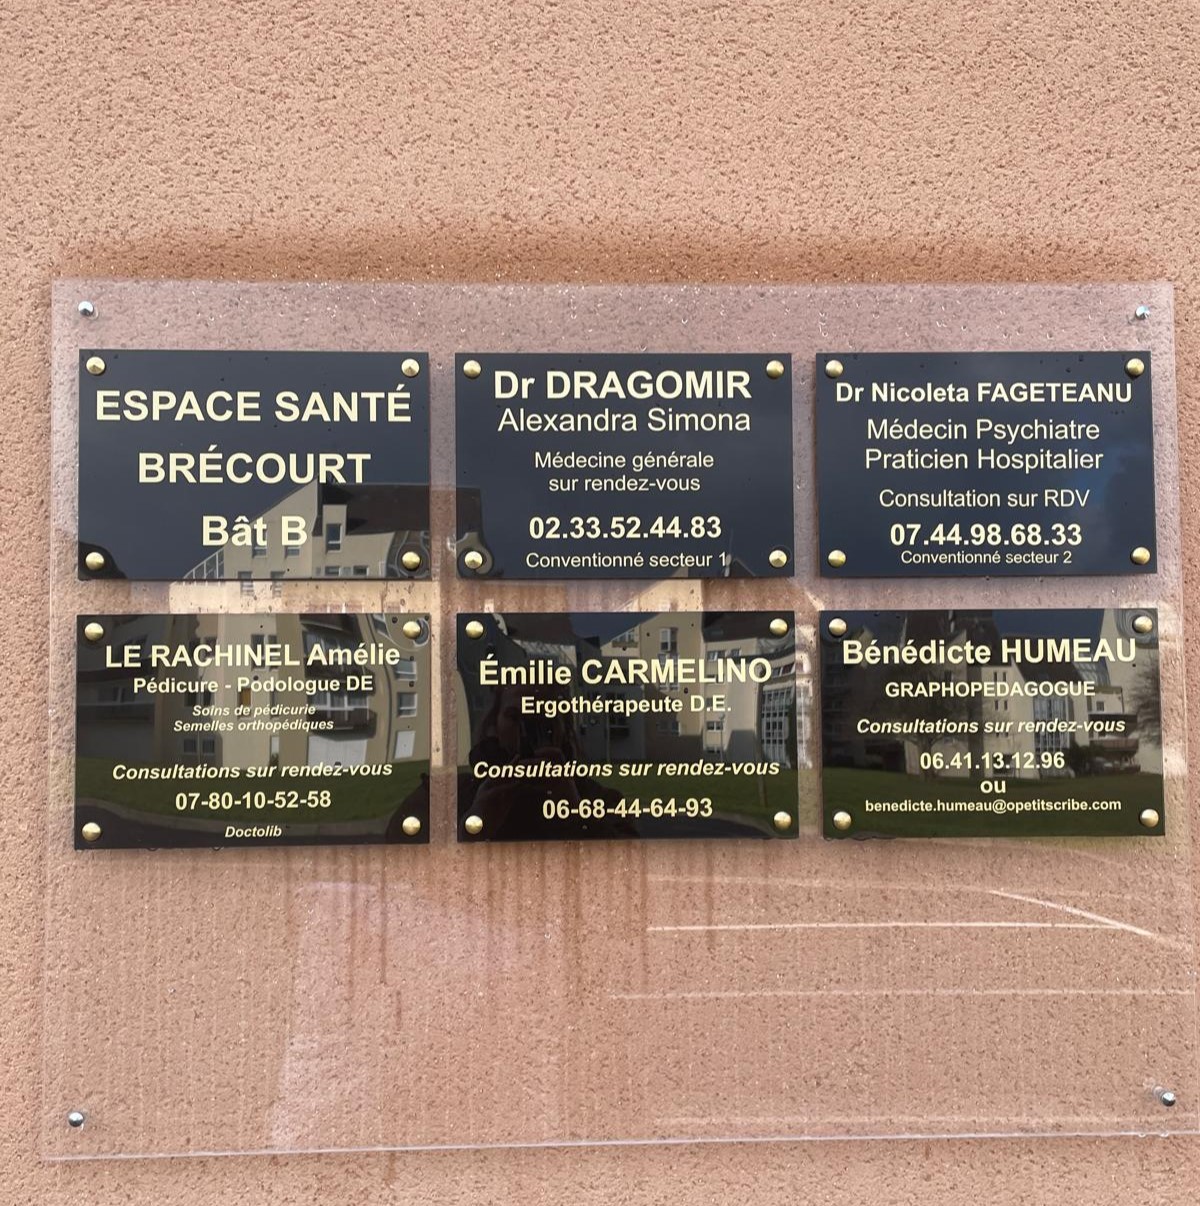 ESPACE SANTÉ
BRÉCOURT
Bât B
Dr DRAGOMIR
Alexandra Simona
Médecine générale
sur rendez-vous
02.33.52.44.83
Conventionné secteur 1
Dr Nicoleta FAGETEANU
Médecin Psychiatre
Praticien Hospitalier
Consultation sur RDV
07.44.98.68.33
Conventionné secteur 2
LE RACHINEL Amélie
Pédicure - Podologue DE
Soins de pédicurie
Semelles orthopédiques
Consultations sur rendez-vous
07-80-10-52-58
Doctolib
Émilie CARMELINO
Ergothérapeute D.E.
Consultations sur rendez-vous
06-68-44-64-93
Bénédicte HUMEAU
GRAPHOPEDAGOGUE
Consultations sur rendez-vous
06.41.13.12.96
ou
benedicte.humeau@opetitscribe.com